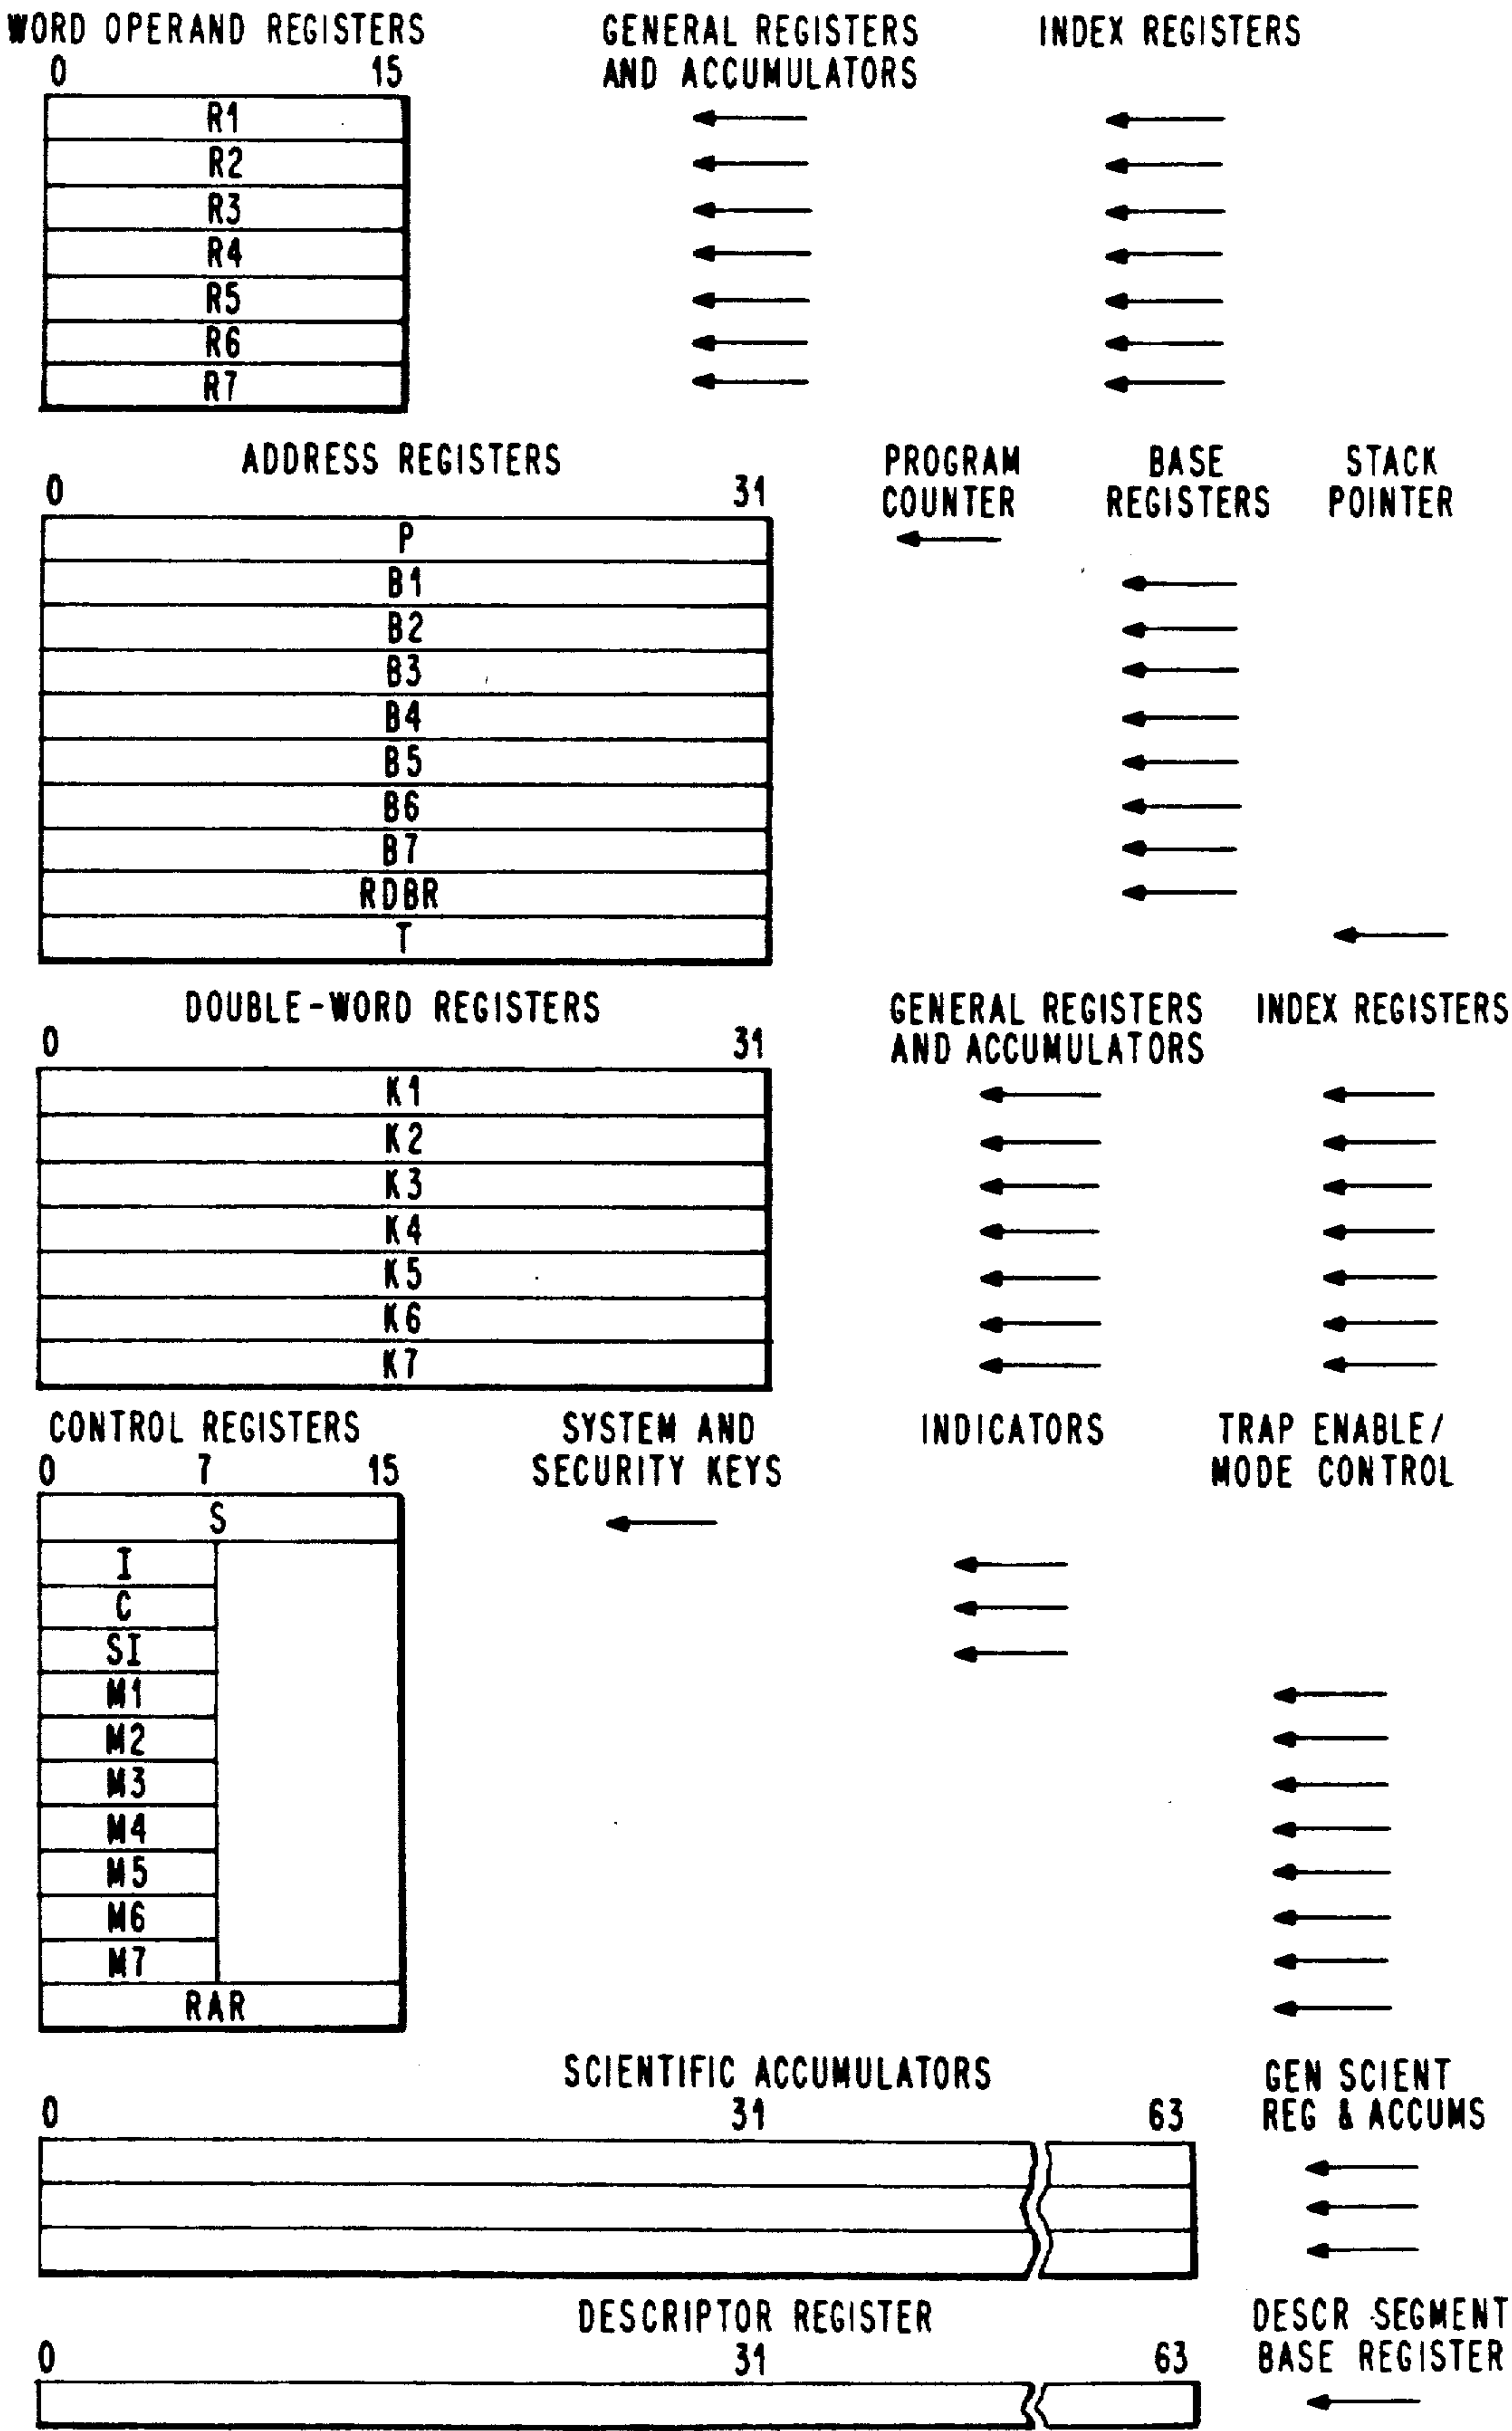 WORD OPERAND REGISTERS
GENERAL REGISTERS
AND ACCUMULATORS
INDEX REGISTERS
0 15
R1
R2
R3
R4
R5
R6
R7
ADDRESS REGISTERS
0 31
PROGRAM
COUNTER
BASE
REGISTERS
STACK
POINTER
P
B1
B2
B3
B4
B5
B6
B7
RDBR
T
DOUBLE-WORD REGISTERS
0 31
GENERAL REGISTERS
AND ACCUMULATORS
INDEX REGISTERS
K1
K2
K3
K4
K5
K6
K7
CONTROL REGISTERS
0 7 15
SYSTEM AND
SECURITY KEYS
INDICATORS
TRAP ENABLE/
MODE CONTROL
S
I
C
SI
M1
M2
M3
M4
M5
M6
M7
RAR
SCIENTIFIC ACCUMULATORS
0 31 63
GEN SCIENT
REG & ACCUMS
DESCRIPTOR REGISTER
0 31 63
DESCR SEGMENT
BASE REGISTER